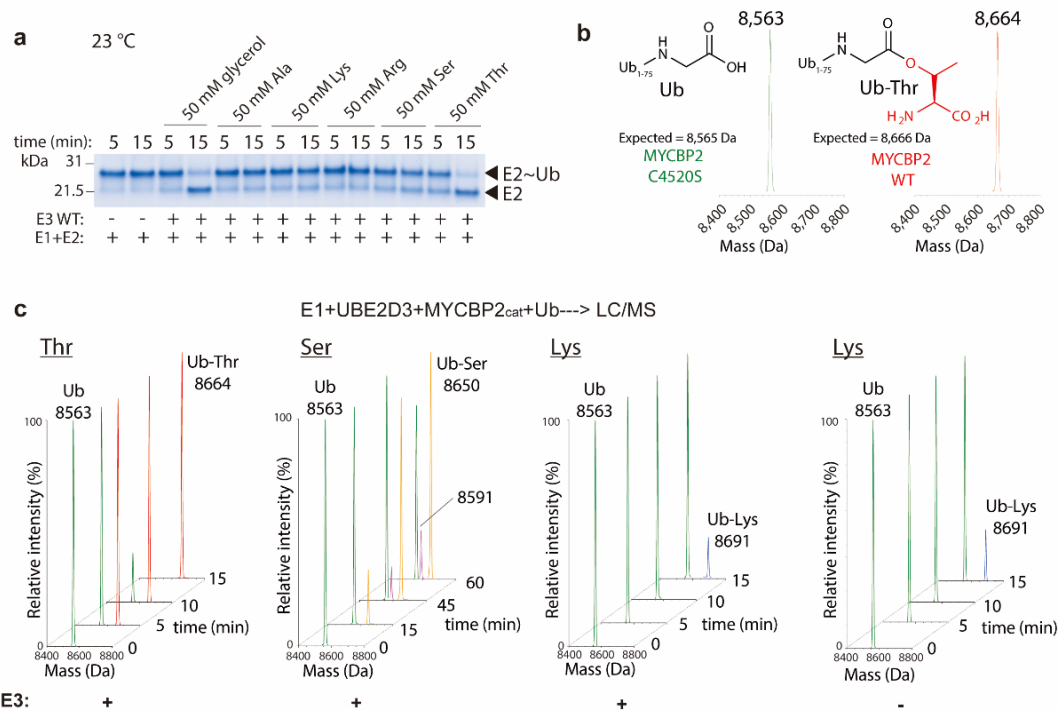 a
23 °C
50 mM glycerol
50 mM Ala
50 mM Lys
50 mM Arg
50 mM Ser
50 mM Thr
time (min): 5 15 5 15 5 15 5 15 5 15 5 15 5 15
kDa
31
21.5
E2~Ub
E2
E3 WT: - - + + + + + + + + + + + +
E1+E2: + + + + + + + + + + + + + +
b
8,563
8,664
H
N
O
OH
Ub1-75
Ub
H
N
O
O
Ub1-75
Ub-Thr
H2N
CO2H
Expected = 8,565 Da
MYCBP2
C4520S
Expected = 8,666 Da
MYCBP2
WT
8,400 8,500 8,600 8,700 8,800
Mass (Da)
8,400 8,500 8,600 8,700 8,800
Mass (Da)
c
E1+UBE2D3+MYCBP2cat+Ub---> LC/MS
Thr
Ub
8563
Ub-Thr
8664
100
0
Relative intensity (%)
8400 8600 8800
Mass (Da)
0 5 10 15
time (min)
Ser
Ub
8563
Ub-Ser
8650
8591
100
0
Relative intensity (%)
8400 8600 8800
Mass (Da)
0 15 45 60
time (min)
Lys
Ub
8563
Ub-Lys
8691
100
0
Relative intensity (%)
8400 8600 8800
Mass (Da)
0 5 10 15
time (min)
Lys
Ub
8563
Ub-Lys
8691
100
0
Relative intensity (%)
8400 8600 8800
Mass (Da)
0 5 10 15
time (min)
E3: + + + -